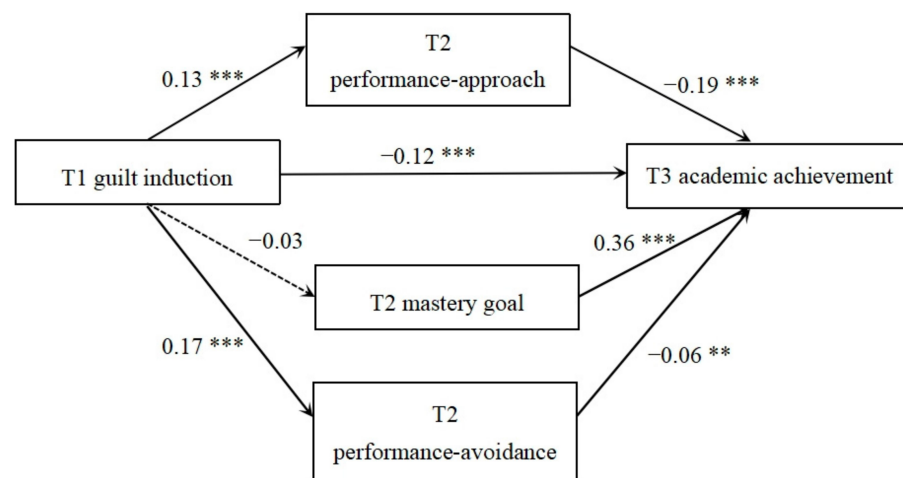 T2
performance-approach
0.13 ***
−0.19 ***
−0.12 ***
T1 guilt induction
T3 academic achievement
−0.03
0.36 ***
T2 mastery goal
0.17 ***
−0.06 **
T2
performance-avoidance